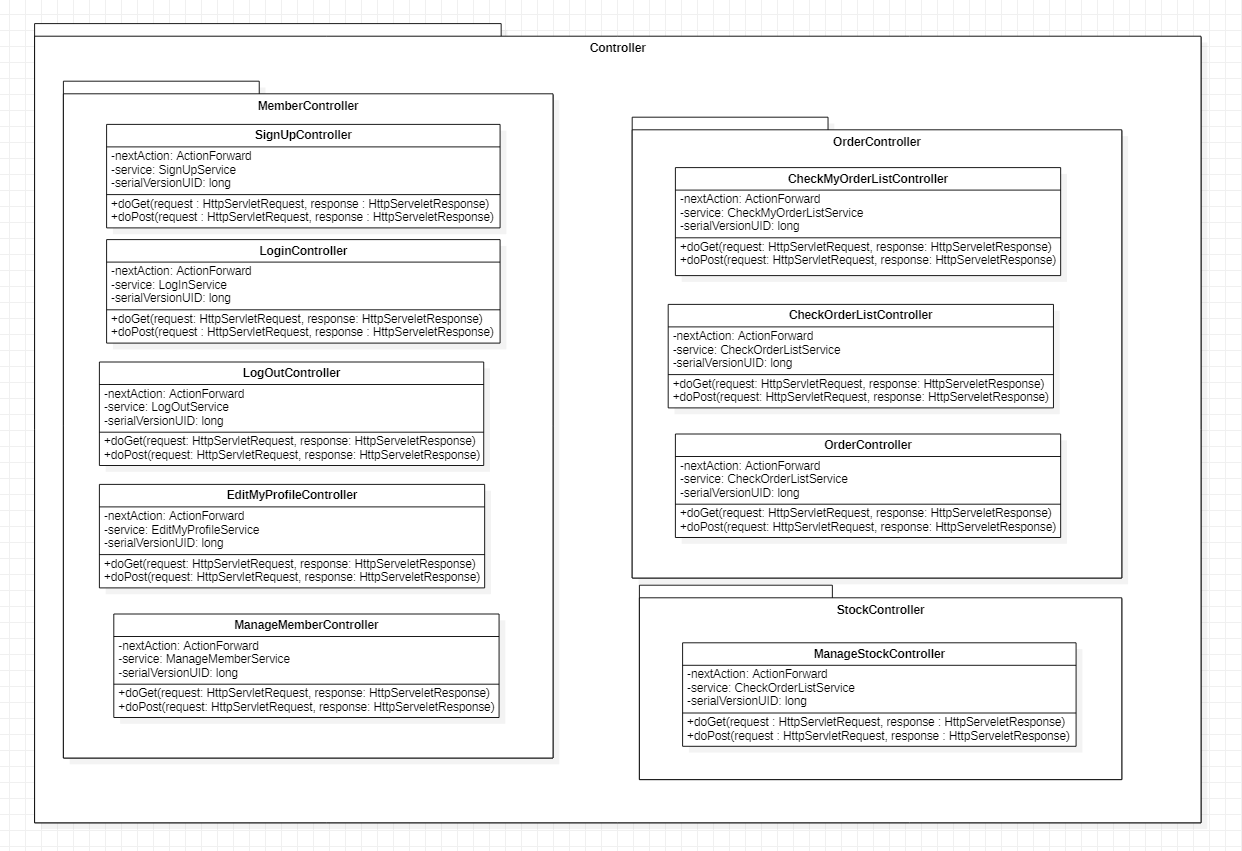 Controller
MemberController
SignUpController
-nextAction: ActionForward
-service: SignUpService
-serialVersionUID: long
+doGet(request : HttpServletRequest, response : HttpServeletResponse)
+doPost(request : HttpServletRequest, response : HttpServeletResponse)
LoginController
-nextAction: ActionForward
-service: LogInService
-serialVersionUID: long
+doGet(request: HttpServletRequest, response: HttpServeletResponse)
+doPost(request : HttpServletRequest, response : HttpServeletResponse)
LogOutController
-nextAction: ActionForward
-service: LogOutService
-serialVersionUID: long
+doGet(request: HttpServletRequest, response: HttpServeletResponse)
+doPost(request: HttpServletRequest, response: HttpServeletResponse)
EditMyProfileController
-nextAction: ActionForward
-service: EditMyProfileService
-serialVersionUID: long
+doGet(request: HttpServletRequest, response: HttpServeletResponse)
+doPost(request: HttpServletRequest, response: HttpServeletResponse)
ManageMemberController
-nextAction: ActionForward
-service: ManageMemberService
-serialVersionUID: long
+doGet(request: HttpServletRequest, response: HttpServeletResponse)
+doPost(request: HttpServletRequest, response: HttpServeletResponse)
OrderController
CheckMyOrderListController
-nextAction: ActionForward
-service: CheckMyOrderListService
-serialVersionUID: long
+doGet(request: HttpServletRequest, response: HttpServeletResponse)
+doPost(request: HttpServletRequest, response: HttpServeletResponse)
CheckOrderListController
-nextAction: ActionForward
-service: CheckOrderListService
-serialVersionUID: long
+doGet(request: HttpServletRequest, response: HttpServeletResponse)
+doPost(request: HttpServletRequest, response: HttpServeletResponse)
OrderController
-nextAction: ActionForward
-service: CheckOrderListService
-serialVersionUID: long
+doGet(request: HttpServletRequest, response: HttpServeletResponse)
+doPost(request: HttpServletRequest, response: HttpServeletResponse)
StockController
ManageStockController
-nextAction: ActionForward
-service: CheckOrderListService
-serialVersionUID: long
+doGet(request : HttpServletRequest, response : HttpServeletResponse)
+doPost(request : HttpServletRequest, response : HttpServeletResponse)